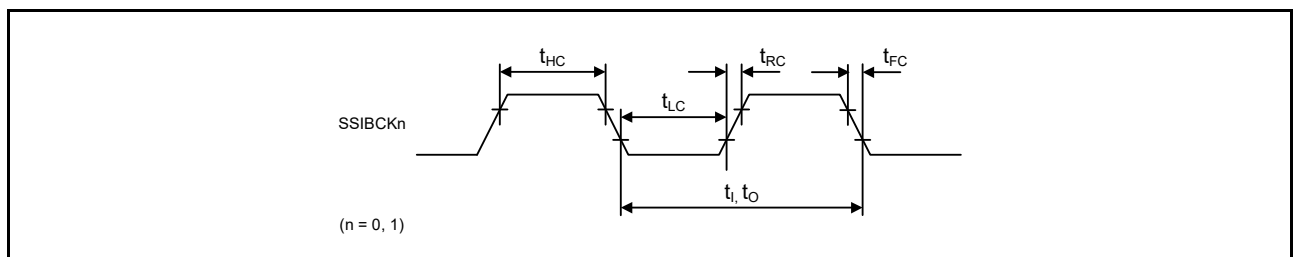 tHC
tRC
tFC
tLC
SSIBCKn
tI, tO
(n = 0, 1)